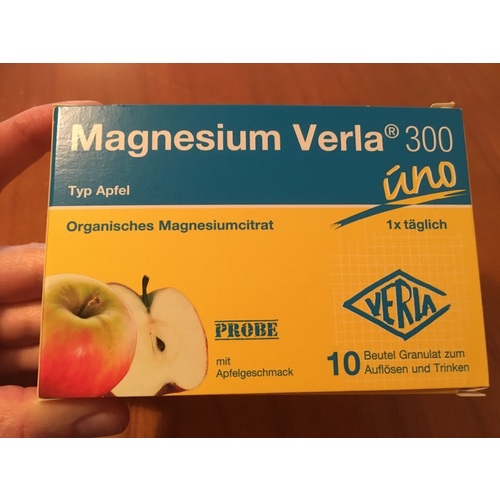 Magnesium Verla® 300
uno
Typ Apfel
Organisches Magnesiumcitrat
1x täglich
VERLA
PROBE
mit
Apfelgeschmack
10 Beutel Granulat zum
Auflösen und Trinken